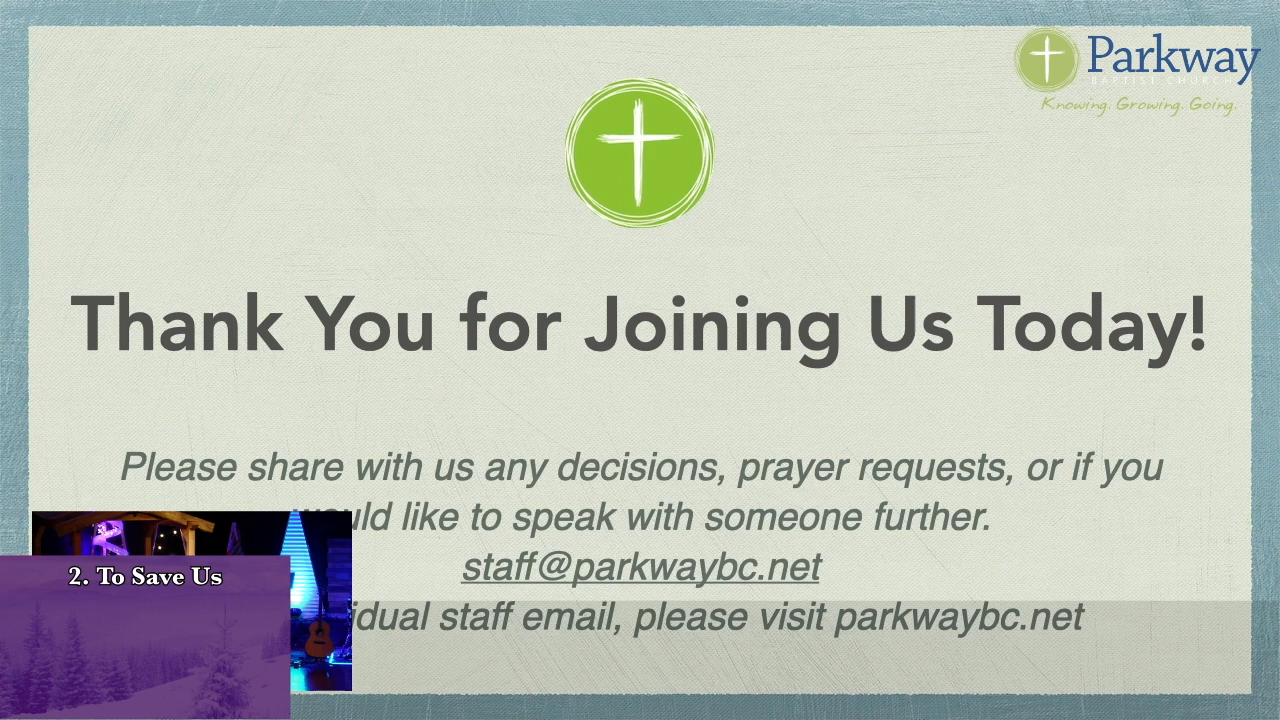 Parkway
BAPTIST CHURCH
Knowing. Growing. Going.
Thank You for Joining Us Today!
Please share with us any decisions, prayer requests, or if you
like to speak with someone further.
staff@parkwaybc.net
staff email, please visit parkwaybc.net
2. To Save Us